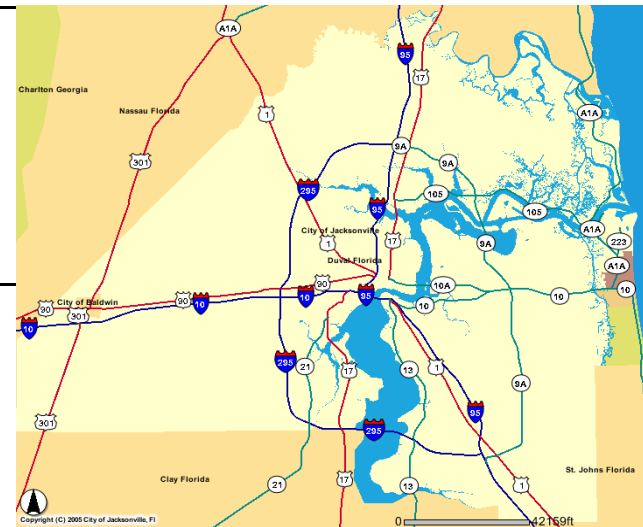 A1A
95
17
Charlton Georgia
Nassau Florida
1
A1A
301
9A
9A
295
105
95
105
City of Jacksonville
A1A
223
1
17
9A
Duval Florida
A1A
90
10A
90
10
10
95
10
10
City of Baldwin
10
90
301
10
295
21
17
13
1
9A
95
301
295
St. Johns Florida
Clay Florida
17
21
13
1
Copyright (C) 2005 City of Jacksonville, Fl
0
42159ft